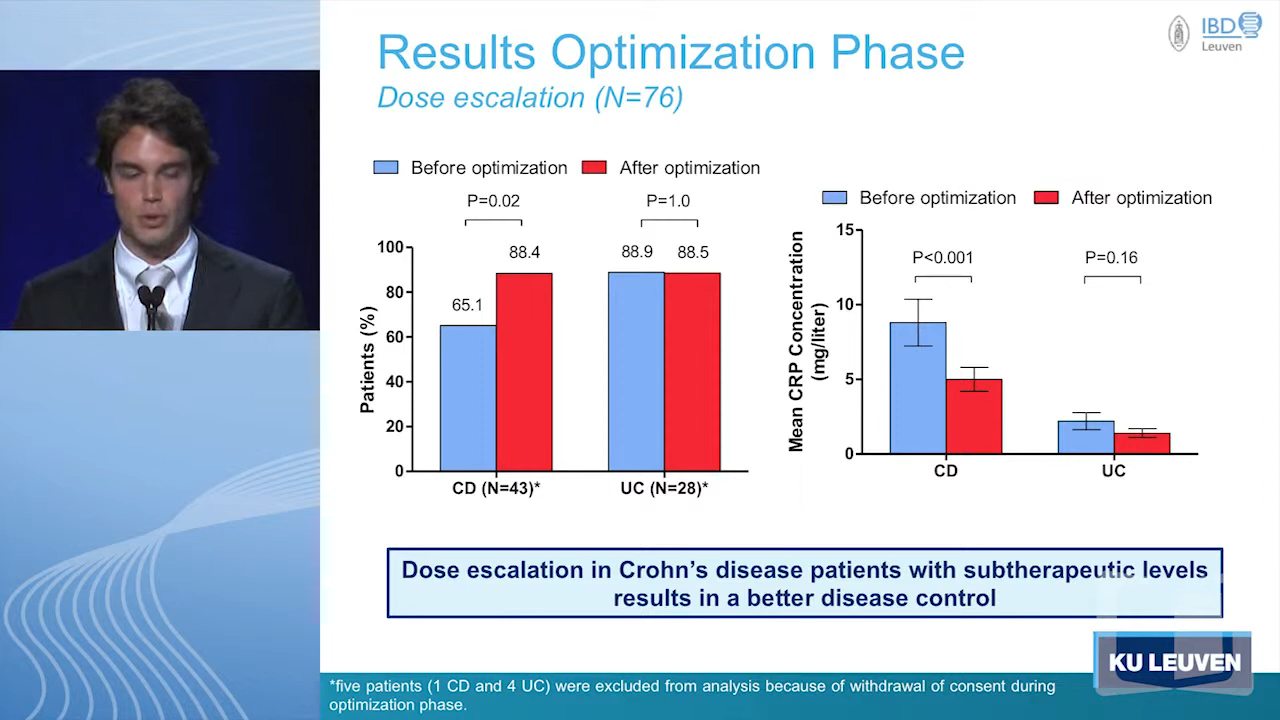 IBD
Leuven
Results Optimization Phase
Dose escalation (N=76)
Before optimization After optimization
P=0.02 P=1.0
100
80
60
40
20
0
Patients (%)
65.1
88.4
88.9
88.5
CD (N=43)*
UC (N=28)*
Before optimization After optimization
15
10
5
0
Mean CRP Concentration
(mg/liter)
P<0.001
P=0.16
CD
UC
Dose escalation in Crohn’s disease patients with subtherapeutic levels
results in a better disease control
KU LEUVEN
*five patients (1 CD and 4 UC) were excluded from analysis because of withdrawal of consent during
optimization phase.